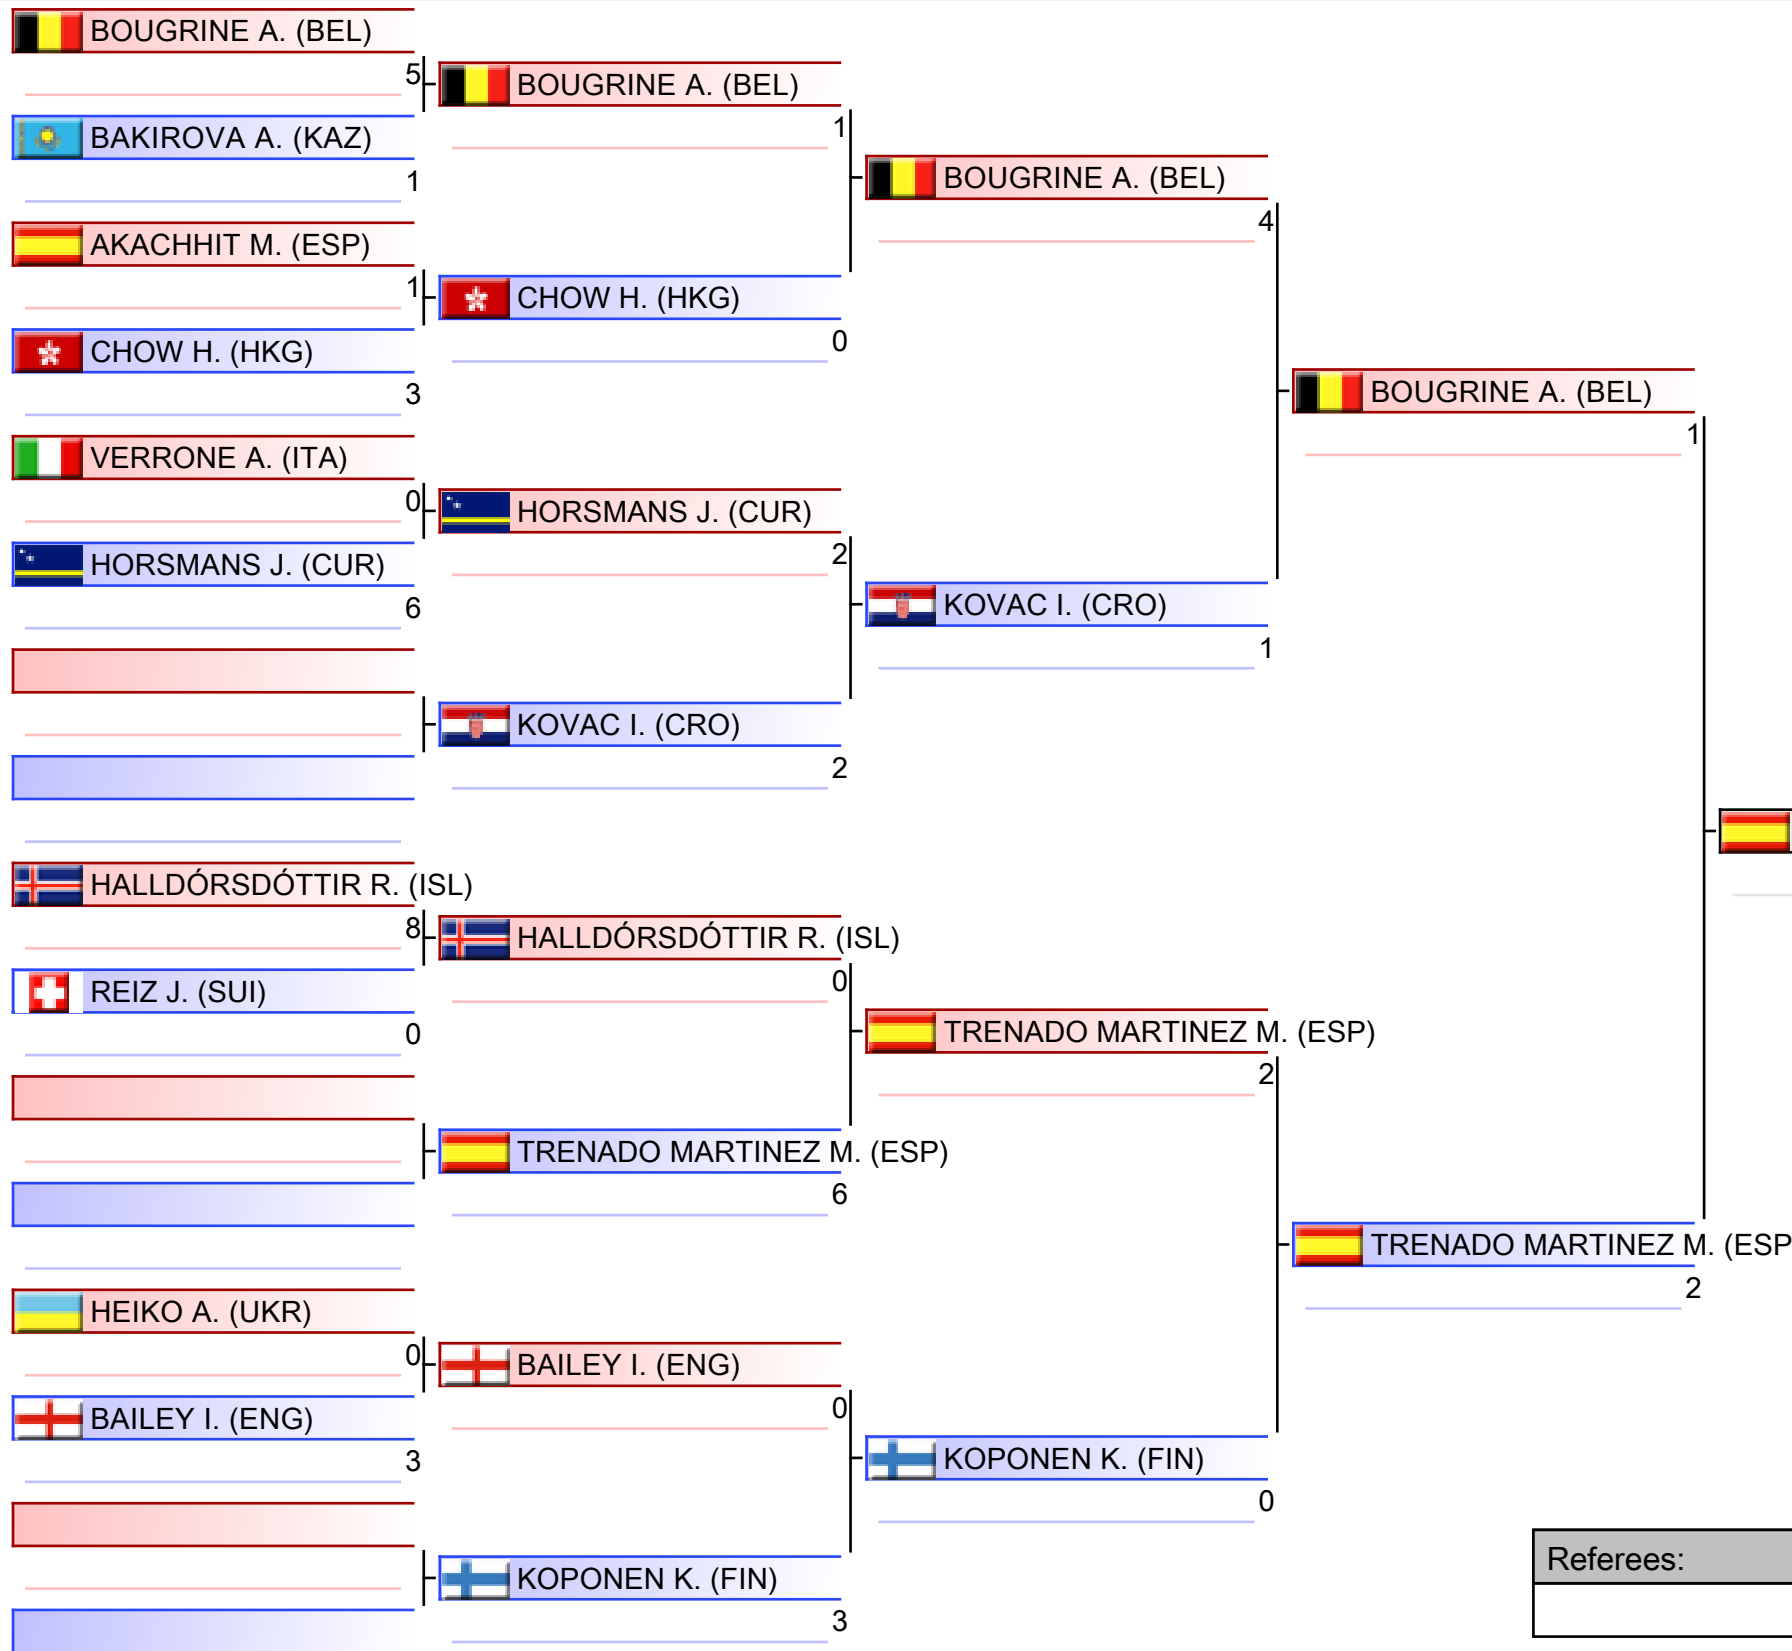 BOUGRINE A. (BEL)
5
BAKIROVA A. (KAZ)
1
AKACHHIT M. (ESP)
1
CHOW H. (HKG)
3
VERRONE A. (ITA)
0
HORSMANS J. (CUR)
6
HALLDÓRSDÓTTIR R. (ISL)
8
REIZ J. (SUI)
0
HEIKO A. (UKR)
0
BAILEY I. (ENG)
3
BOUGRINE A. (BEL)
1
CHOW H. (HKG)
0
HORSMANS J. (CUR)
2
KOVAC I. (CRO)
2
HALLDÓRSDÓTTIR R. (ISL)
0
TRENADO MARTINEZ M. (ESP)
6
BAILEY I. (ENG)
0
KOPONEN K. (FIN)
3
BOUGRINE A. (BEL)
4
KOVAC I. (CRO)
1
TRENADO MARTINEZ M. (ESP)
2
KOPONEN K. (FIN)
0
BOUGRINE A. (BEL)
1
TRENADO MARTINEZ M. (ESP
2
Referees: